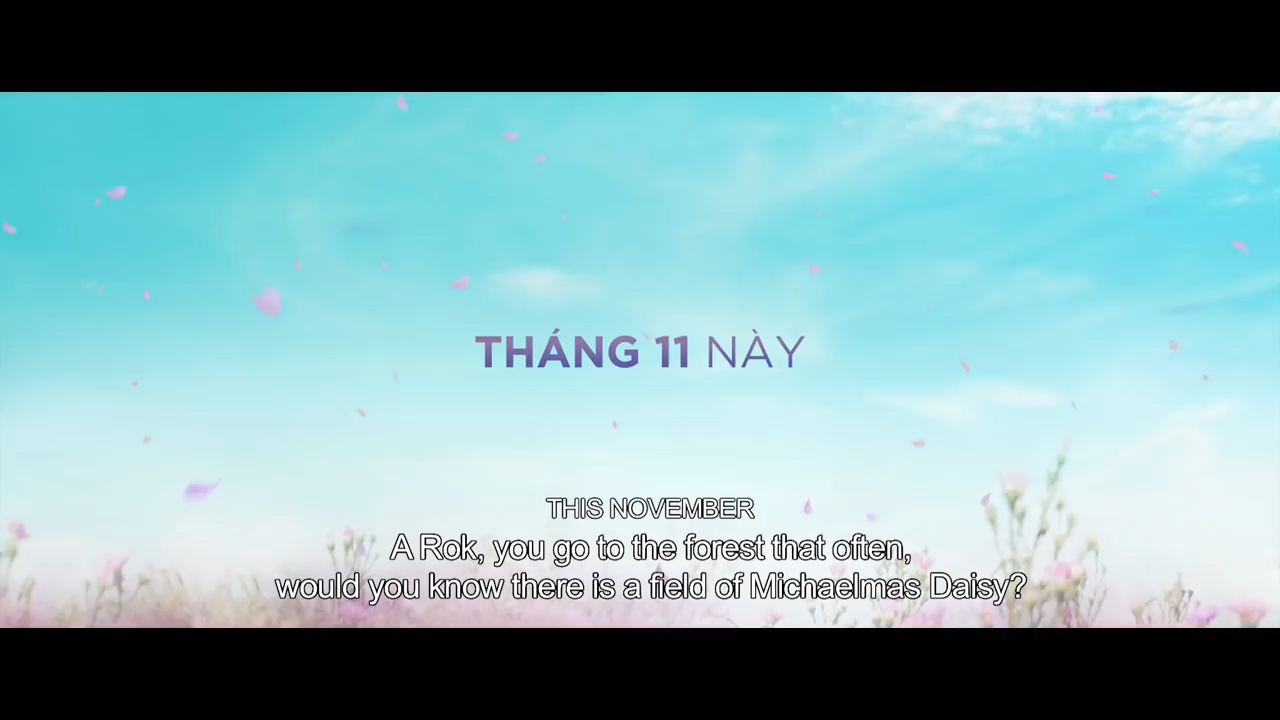 THÁNG 11 NÀY
THIS NOVEMBER
A Rok, you go to the forest that often,
would you know there is a field of Michaelmas Daisy?